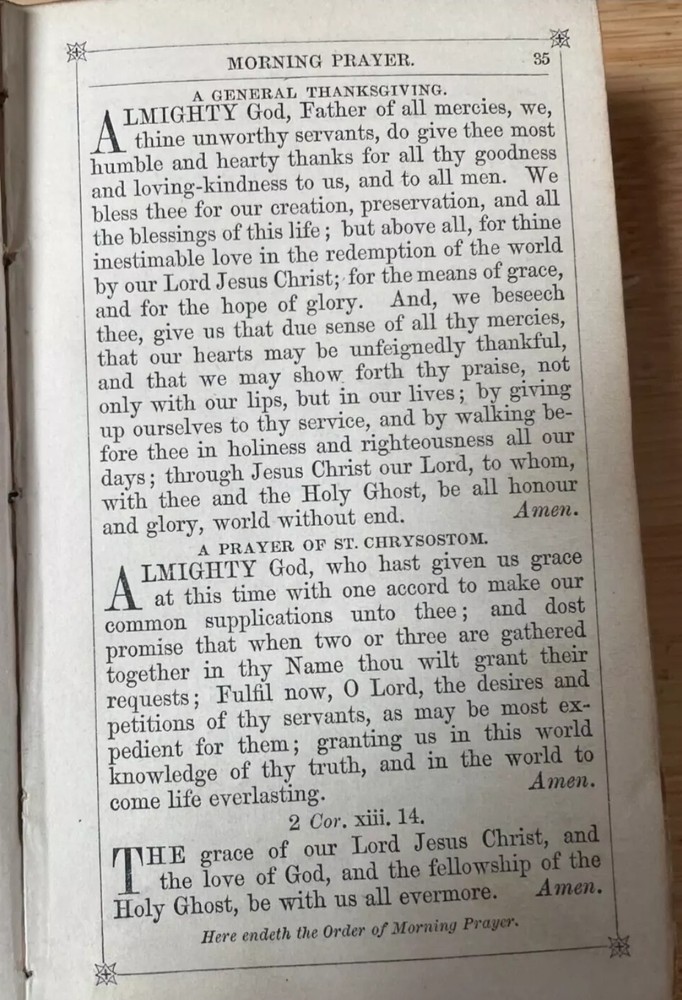 MORNING PRAYER. 35
A GENERAL THANKSGIVING.
ALMIGHTY God, Father of all mercies, we,
thine unworthy servants, do give thee most
humble and hearty thanks for all thy goodness
and loving-kindness to us, and to all men. We
bless thee for our creation, preservation, and all
the blessings of this life; but above all, for thine
inestimable love in the redemption of the world
by our Lord Jesus Christ; for the means of grace,
and for the hope of glory. And, we beseech
thee, give us that due sense of all thy mercies,
that our hearts may be unfeignedly thankful,
and that we may show forth thy praise, not
only with our lips, but in our lives; by giving
up ourselves to thy service, and by walking be-
fore thee in holiness and righteousness all our
days; through Jesus Christ our Lord, to whom,
with thee and the Holy Ghost, be all honour
and glory, world without end. Amen.
A PRAYER OF ST. CHRYSOSTOM.
ALMIGHTY God, who hast given us grace
at this time with one accord to make our
common supplications unto thee; and dost
promise that when two or three are gathered
together in thy Name thou wilt grant their
requests; Fulfil now, O Lord, the desires and
petitions of thy servants, as may be most ex-
pedient for them; granting us in this world
knowledge of thy truth, and in the world to
come life everlasting. Amen.
2 Cor. xiii. 14.
THE grace of our Lord Jesus Christ, and
the love of God, and the fellowship of the
Holy Ghost, be with us all evermore. Amen.
Here endeth the Order of Morning Prayer.